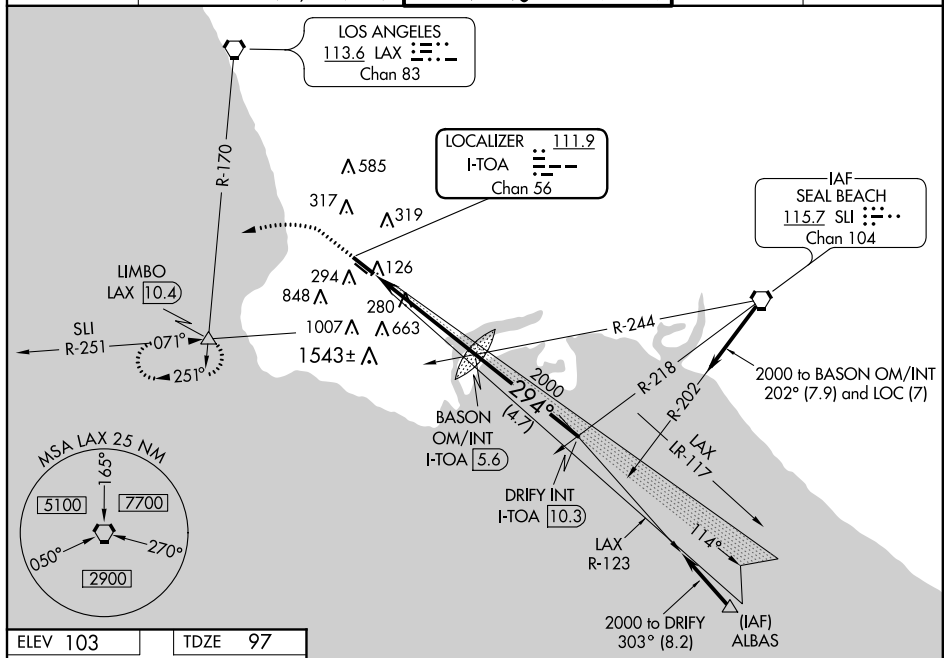 LOS ANGELES
113.6 LAX
Chan 83
R-170
LOCALIZER 111.9
I-TOA
Chan 56
IAF
SEAL BEACH
115.7 SLI
Chan 104
585
317
319
126
294
848
280
1007
663
1543±
LIMBO
LAX 10.4
SLI
R-251
071°
251°
R-244
R-218
R-202
2000 to BASON OM/INT
202° (7.9) and LOC (7)
2000
294°
(4.7)
BASON
OM/INT
I-TOA 5.6
LAX
LR-117
DRIFY INT
I-TOA 10.3
LAX
R-123
114°
2000 to DRIFY
303° (8.2)
(IAF)
ALBAS
MSA LAX 25 NM
165°
5100
7700
050°
270°
2900
ELEV 103
TDZE 97